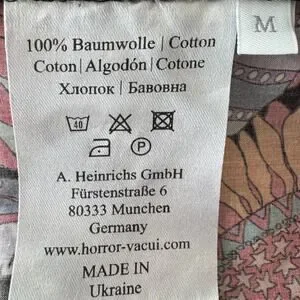 M
100% Baumwolle | Cotton
Coton | Algodón | Cotone
Хлопок | Бавовна
40
P
A. Heinrichs GmbH
Fürstenstraße 6
80333 Munchen
Germany
www.horror-vacui.com
MADE IN
Ukraine